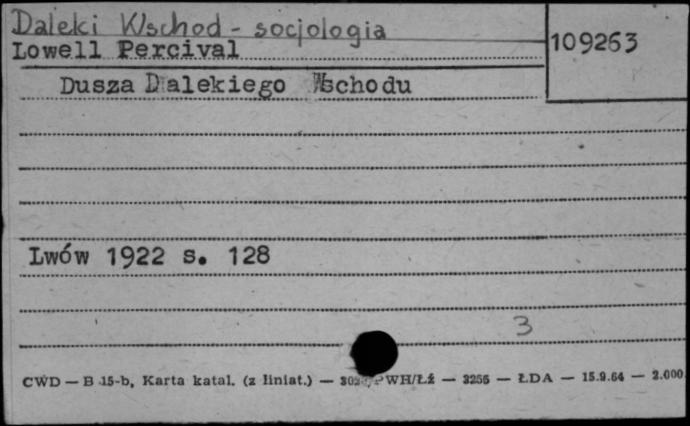 Daleki Wschod - socjologia
Lowell Percival
109263
Dusza Dalekiego Wschodu
Lwów 1922 s. 128
3
CWD — B 15-b, Karta katal. (z liniat.) — WH/Łź — 3256 — ŁDA — 15.9.64 — 2.000